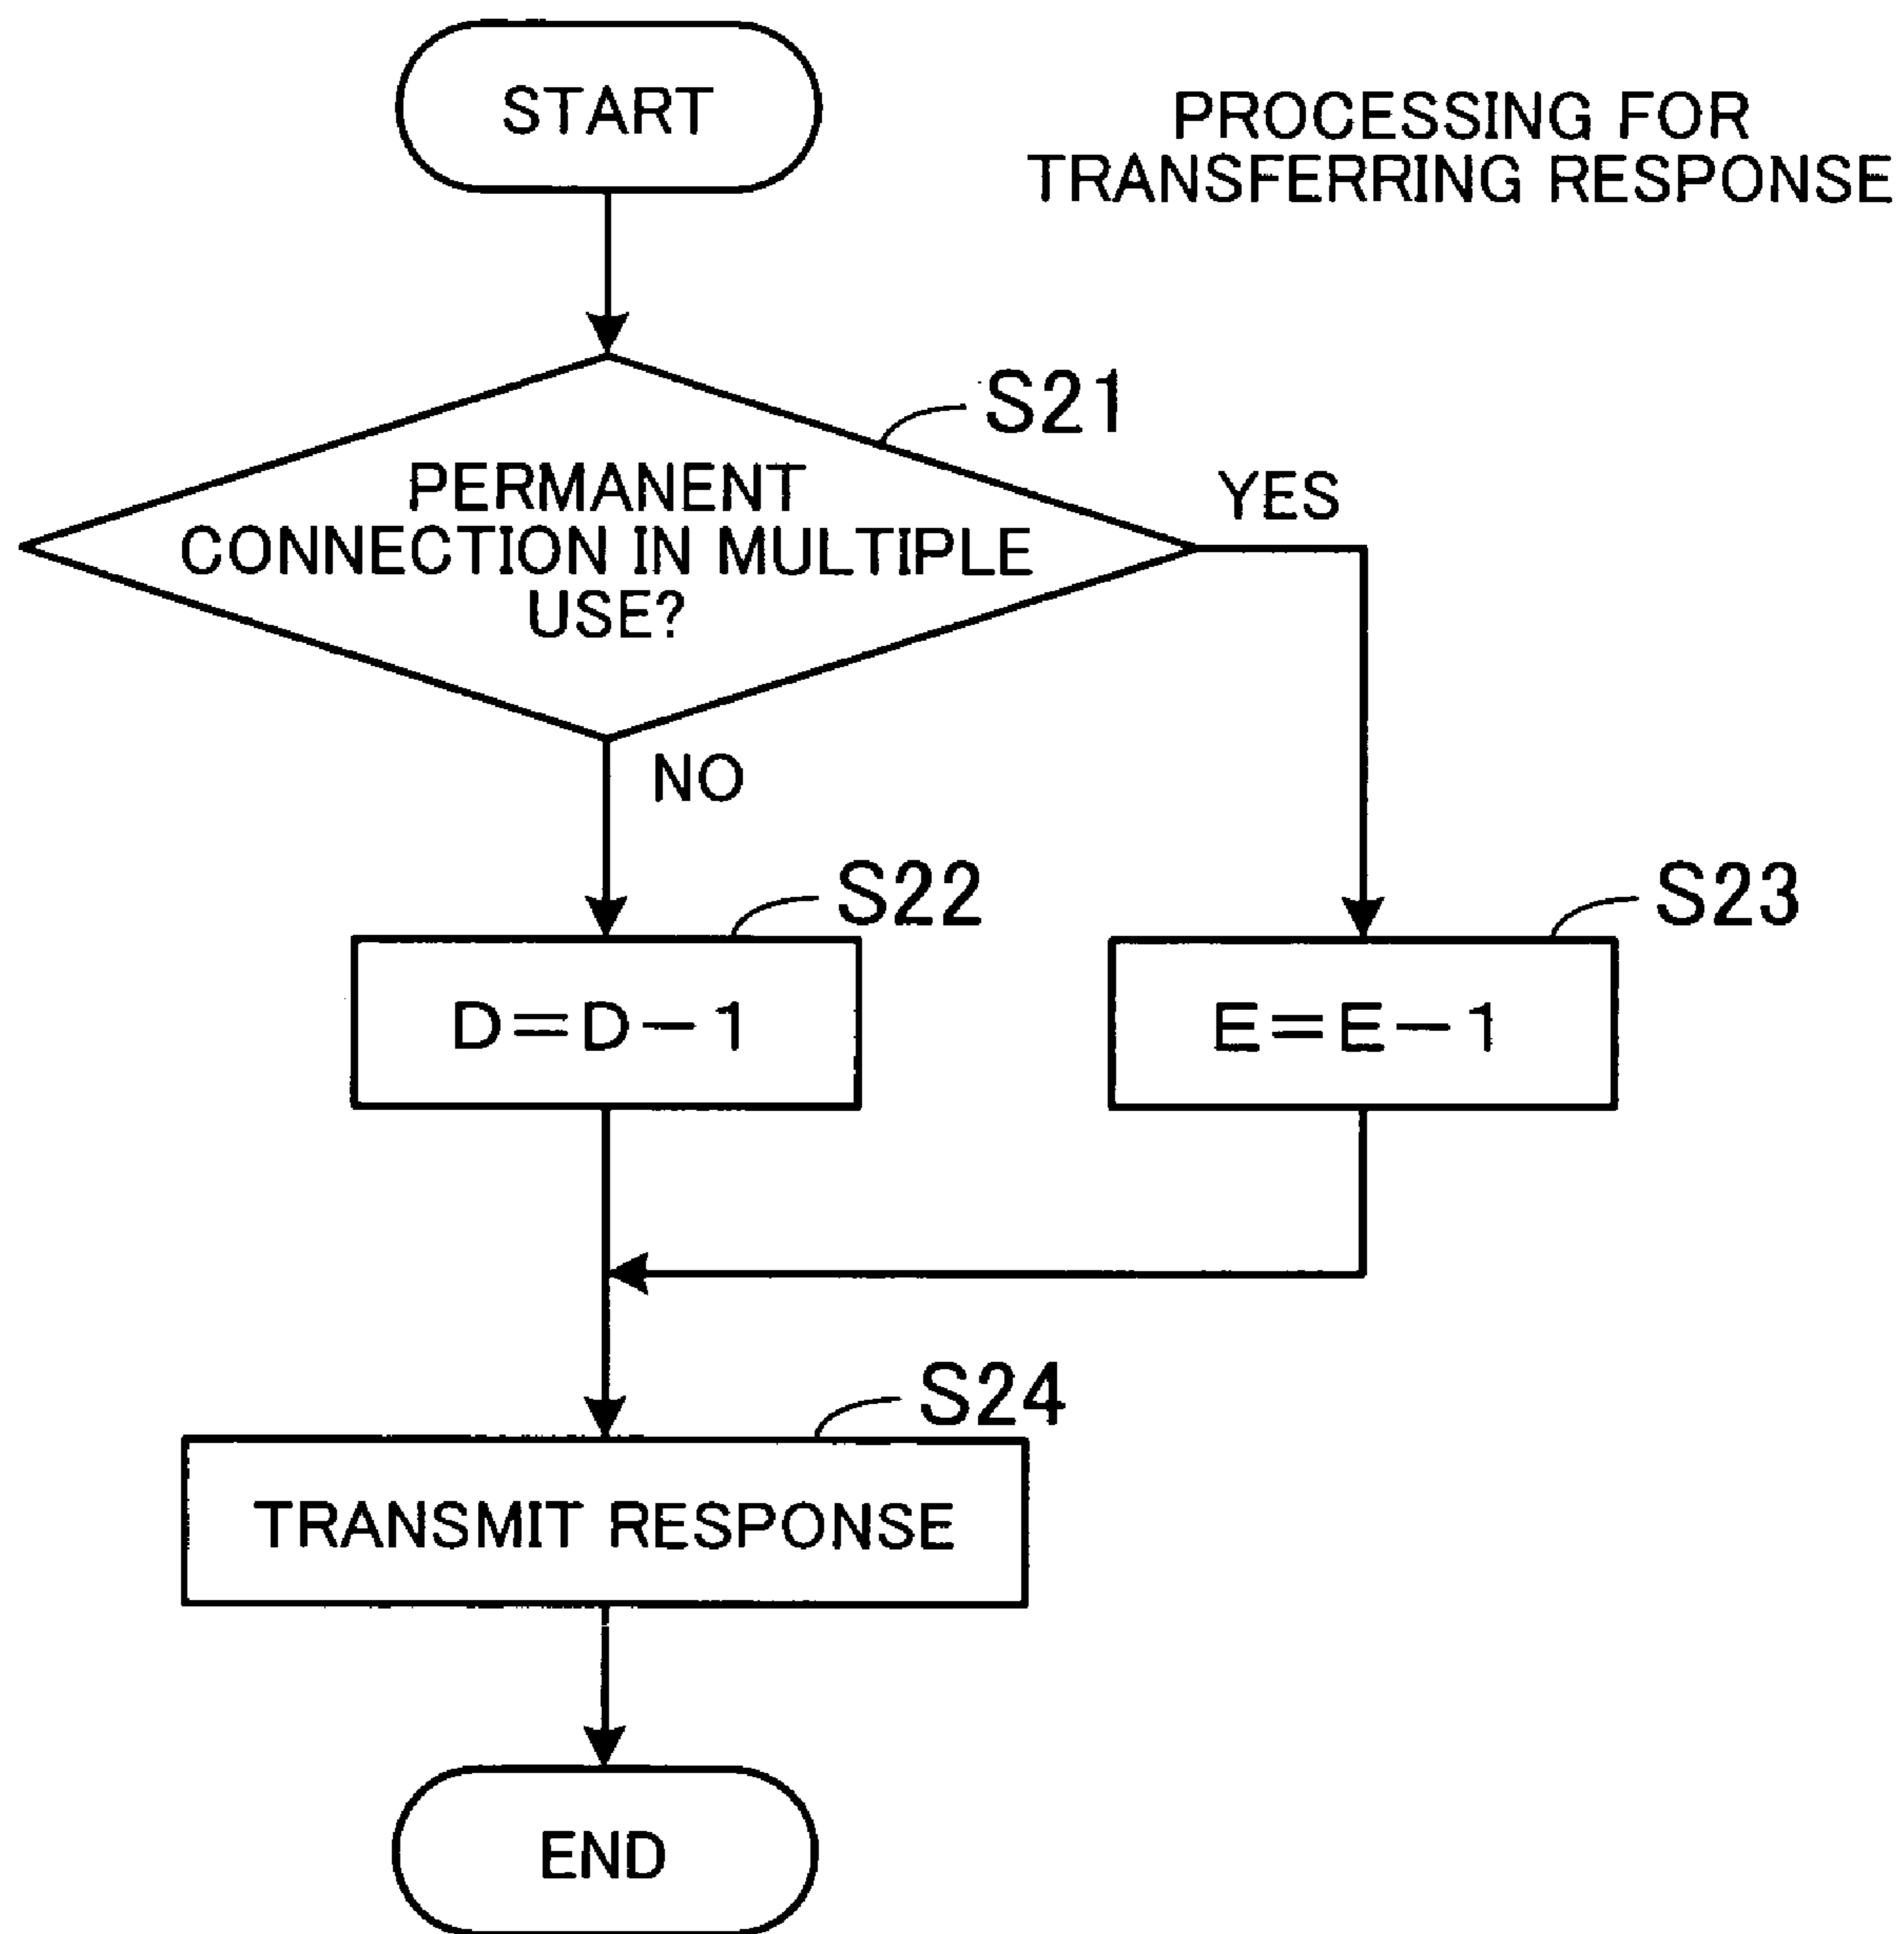 START
PROCESSING FOR
TRANSFERRING RESPONSE
S21
PERMANENT
CONNECTION IN MULTIPLE
USE?
YES
NO
S22
S23
D=D-1
E=E-1
S24
TRANSMIT RESPONSE
END